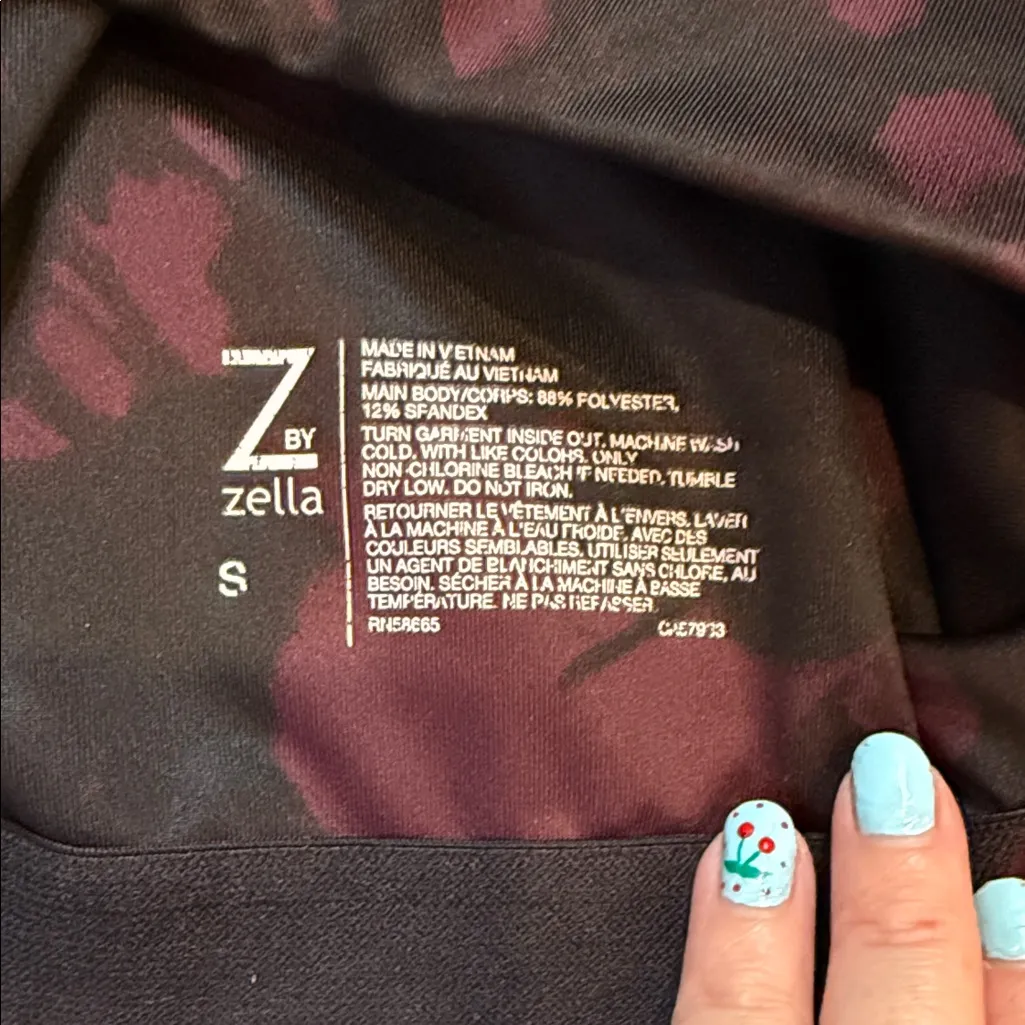 Z BY
zella
S
MADE IN VIETNAM
FABRIQUÉ AU VIETNAM
MAIN BODY/CORPS: 88% POLYESTER,
12% SPANDEX
TURN GARMENT INSIDE OUT. MACHINE WASH
COLD. WITH LIKE COLORS. ONLY
NON-CHLORINE BLEACH IF NEEDED. TUMBLE
DRY LOW. DO NOT IRON.
RETOURNER LE VÊTEMENT À L'ENVERS. LAVER
À LA MACHINE À L'EAU FROIDE, AVEC DES
COULEURS SEMBLABLES. UTILISER SEULEMENT
UN AGENT DE BLANCHIMENT SANS CHLORE, AU
BESOIN. SÉCHER À LA MACHINE À BASSE
TEMPÉRATURE. NE PAS REPASSER.
RN58665